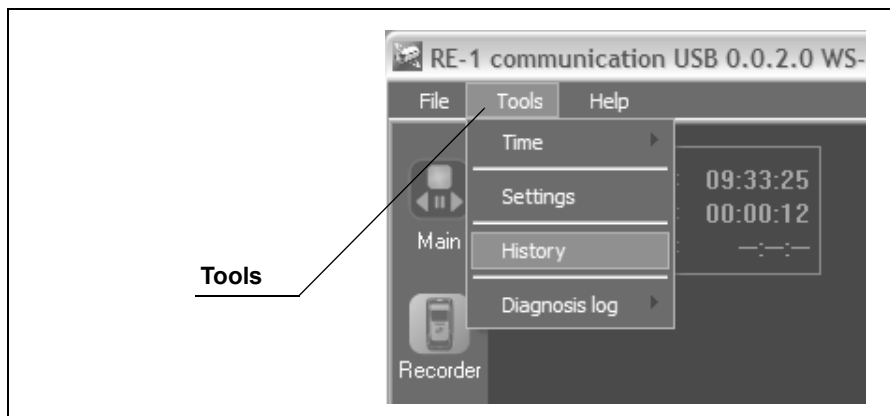 RE-1 communication USB 0.0.2.0 WS-
File Tools Help
Time
: 09:33:25
Settings
: 00:00:12
Main
History
: --:--:--
Tools
Diagnosis log
Recorder